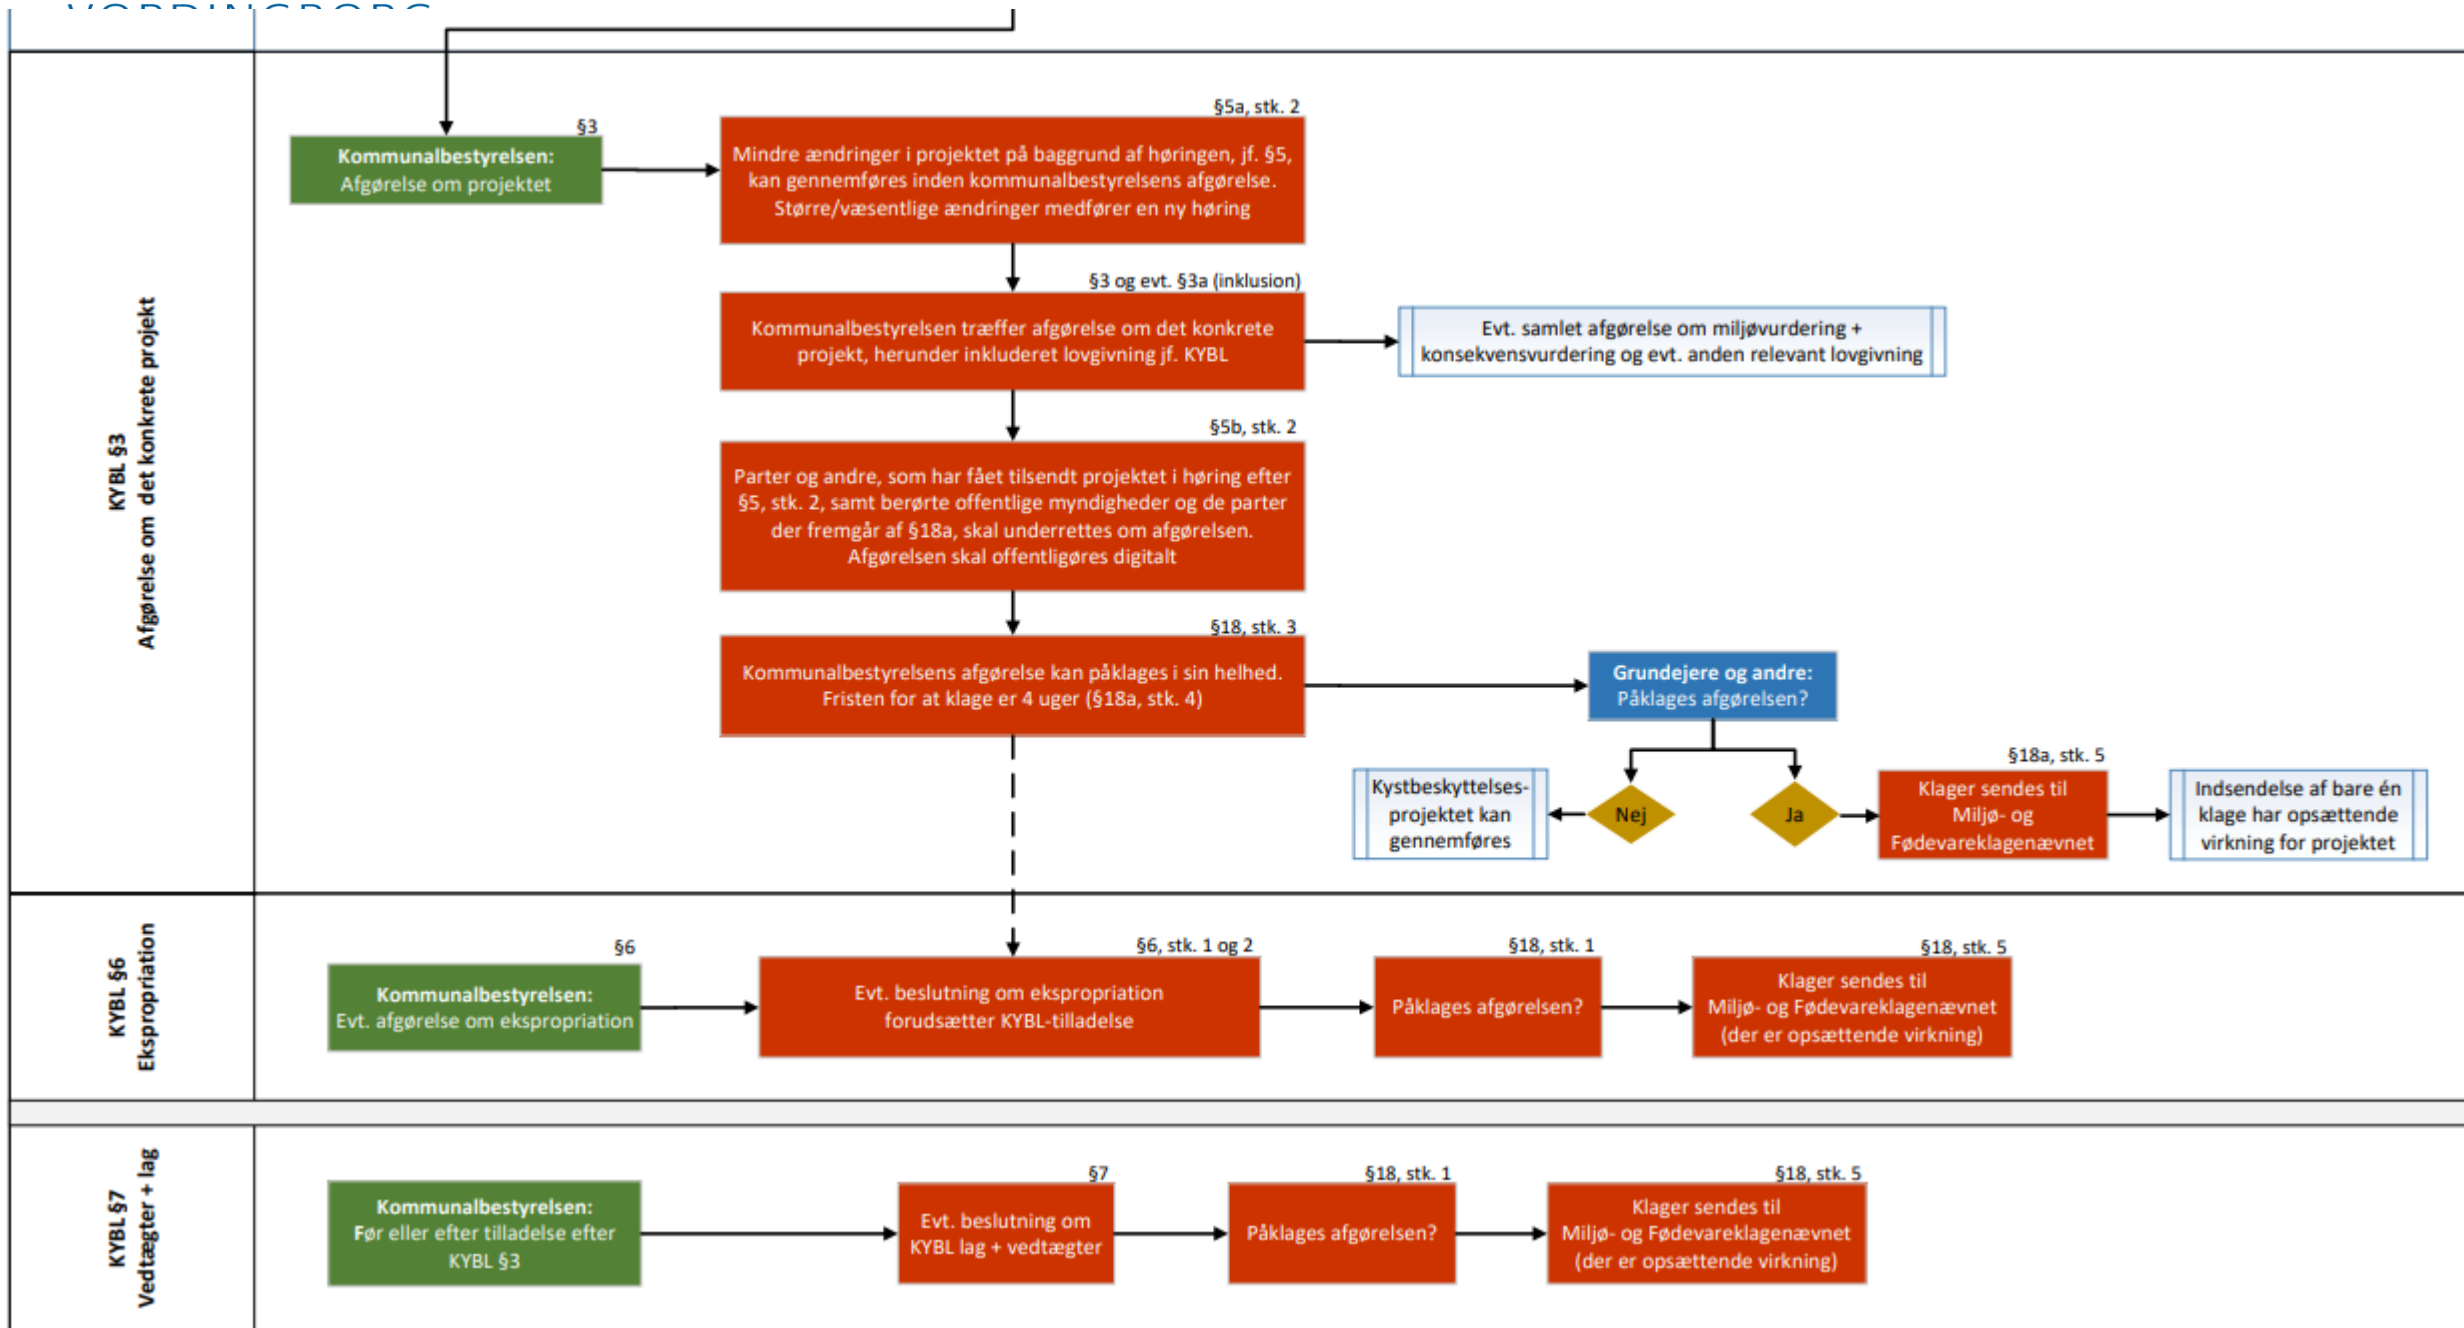 VORDINGBORG
KYBL §3
Afgørelse om det konkrete projekt
§3
Kommunalbestyrelsen:
Afgørelse om projektet
§5a, stk. 2
Mindre ændringer i projektet på baggrund af høringen, jf. §5,
kan gennemføres inden kommunalbestyrelsens afgørelse.
Større/væsentlige ændringer medfører en ny høring
§3 og evt. §3a (inklusion)
Kommunalbestyrelsen træffer afgørelse om det konkrete
projekt, herunder inkluderet lovgivning jf. KYBL
Evt. samlet afgørelse om miljøvurdering +
konsekvensvurdering og evt. anden relevant lovgivning
§5b, stk. 2
Parter og andre, som har fået tilsendt projektet i høring efter
§5, stk. 2, samt berørte offentlige myndigheder og de parter
der fremgår af §18a, skal underrettes om afgørelsen.
Afgørelsen skal offentligøres digitalt
§18, stk. 3
Kommunalbestyrelsens afgørelse kan påklages i sin helhed.
Fristen for at klage er 4 uger (§18a, stk. 4)
Grundejere og andre:
Påklages afgørelsen?
Nej
Ja
Kystbeskyttelses-
projektet kan
gennemføres
§18a, stk. 5
Klager sendes til
Miljø- og
Fødevareklagenævnet
Indsendelse af bare én
klage har opsættende
virkning for projektet
KYBL §6
Ekspropriation
§6
Kommunalbestyrelsen:
Evt. afgørelse om ekspropriation
§6, stk. 1 og 2
Evt. beslutning om ekspropriation
forudsætter KYBL-tilladelse
§18, stk. 1
Påklages afgørelsen?
§18, stk. 5
Klager sendes til
Miljø- og Fødevareklagenævnet
(der er opsættende virkning)
KYBL §7
Vedtægter + lag
Kommunalbestyrelsen:
Før eller efter tilladelse efter
KYBL §3
§7
Evt. beslutning om
KYBL lag + vedtægter
§18, stk. 1
Påklages afgørelsen?
§18, stk. 5
Klager sendes til
Miljø- og Fødevareklagenævnet
(der er opsættende virkning)